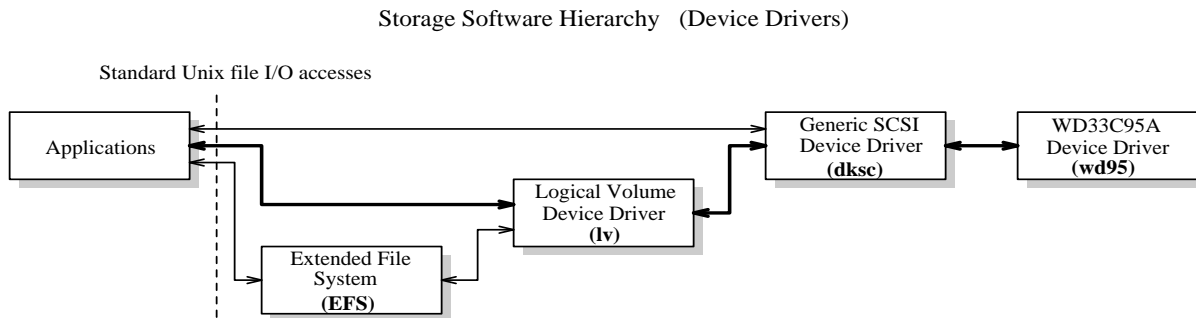 Storage Software Hierarchy (Device Drivers)
Standard Unix file I/O accesses
Applications
Generic SCSI
Device Driver
(dksc)
WD33C95A
Device Driver
(wd95)
Logical Volume
Device Driver
(lv)
Extended File
System
(EFS)